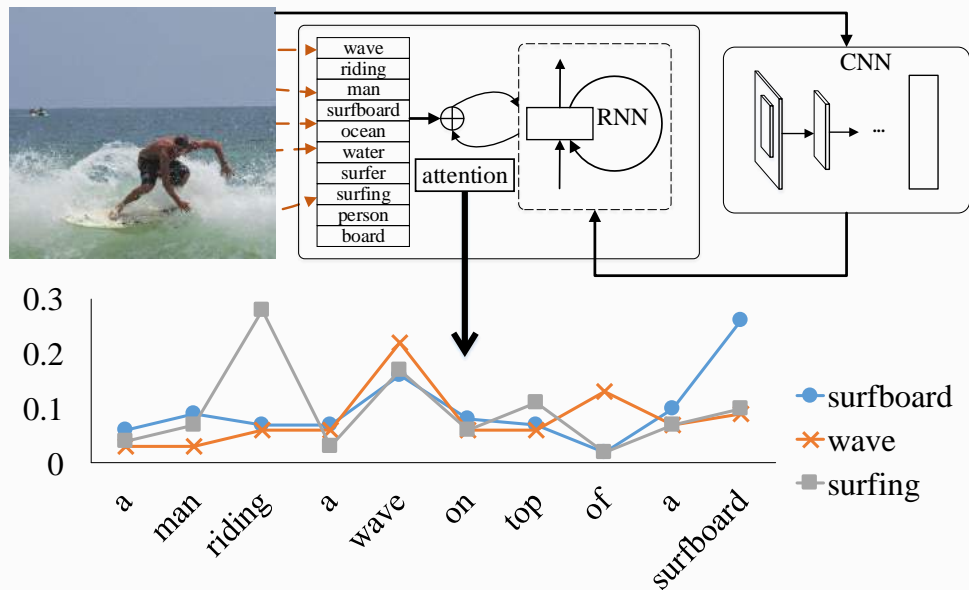 wave
riding
man
surfboard
ocean
water
surfer
surfing
person
board
attention
RNN
CNN
...
0.3
0.2
0.1
0
a
man
riding
a
wave
on
top
of
a
surfboard
surfboard
wave
surfing